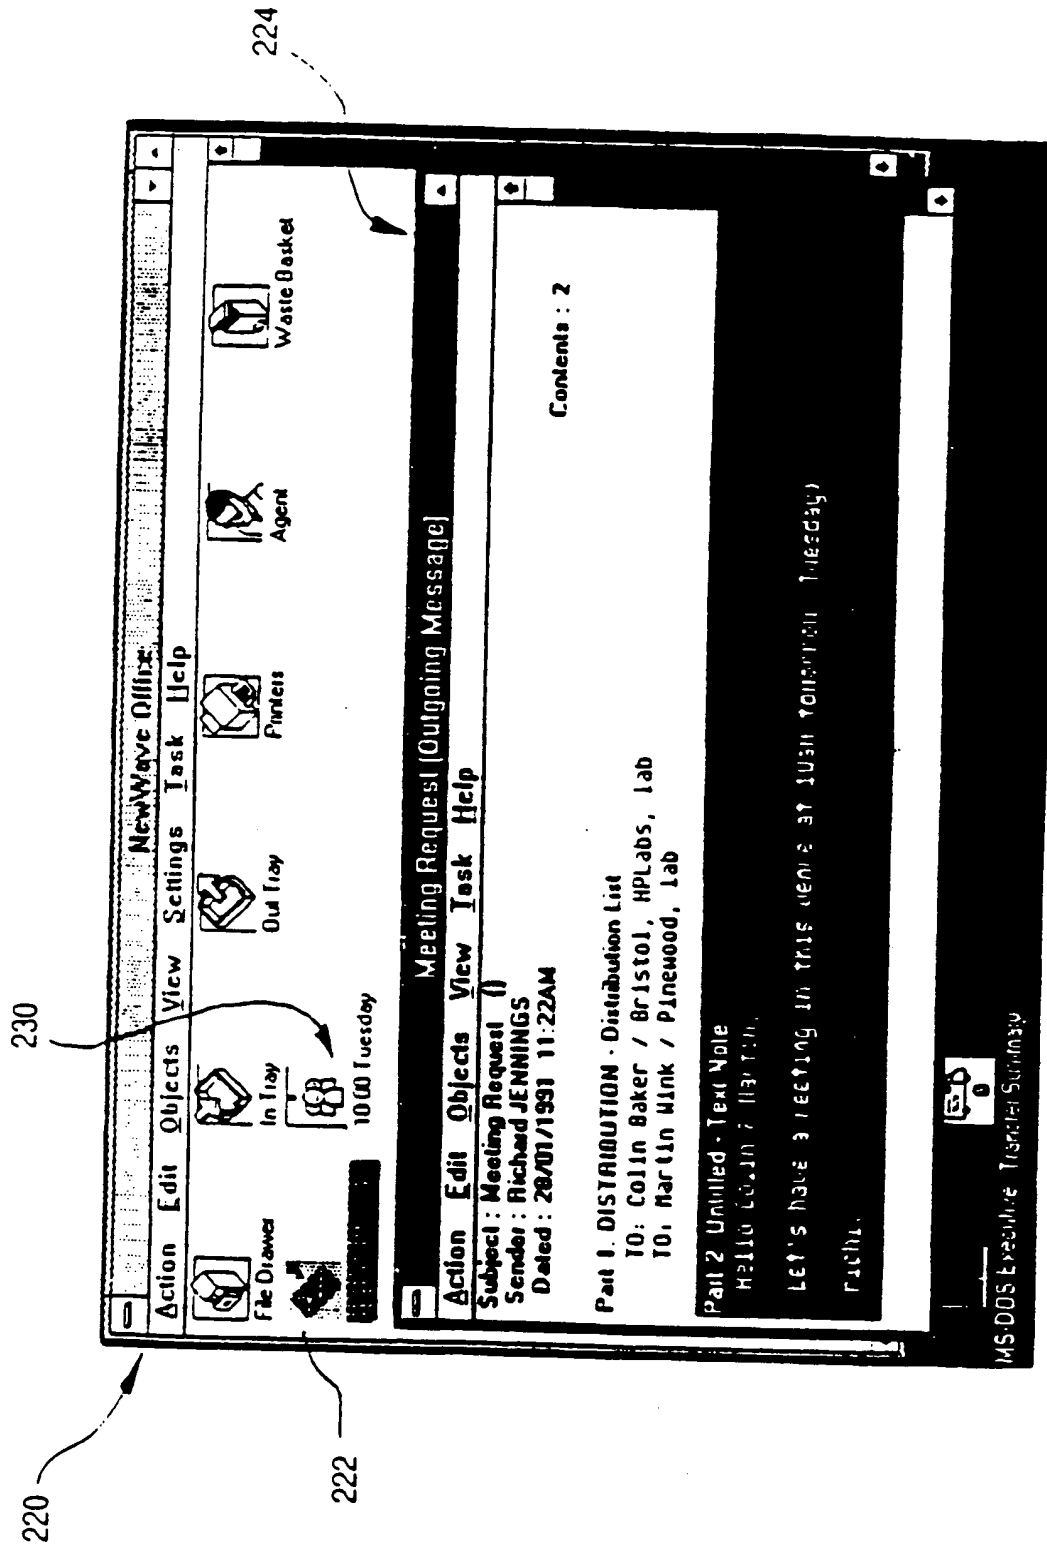 220
222
224
230
NewWave Office
Action Edit Objects View Settings Task Help
File Drawer
In Tray
Out Tray
Printers
Agent
Waste Basket
10:00 Tuesday
Meeting Request (Outgoing Message)
Action Edit Objects View Task Help
Subject : Meeting Request ()
Sender : Richard JENNINGS
Dated : 28/01/1991 11:22AM
Contents : 2
Part 1. DISTRIBUTION - Distribution List
TO: Colin Baker / Bristol, HPLabs, lab
TO: Martin Wink / Pinewood, lab
Part 2 Untitled - Text Note
Hello Colin
Let's have a meeting in this at 10am tomorrow Tuesday)
MS-DOS Executive Transfer Summary